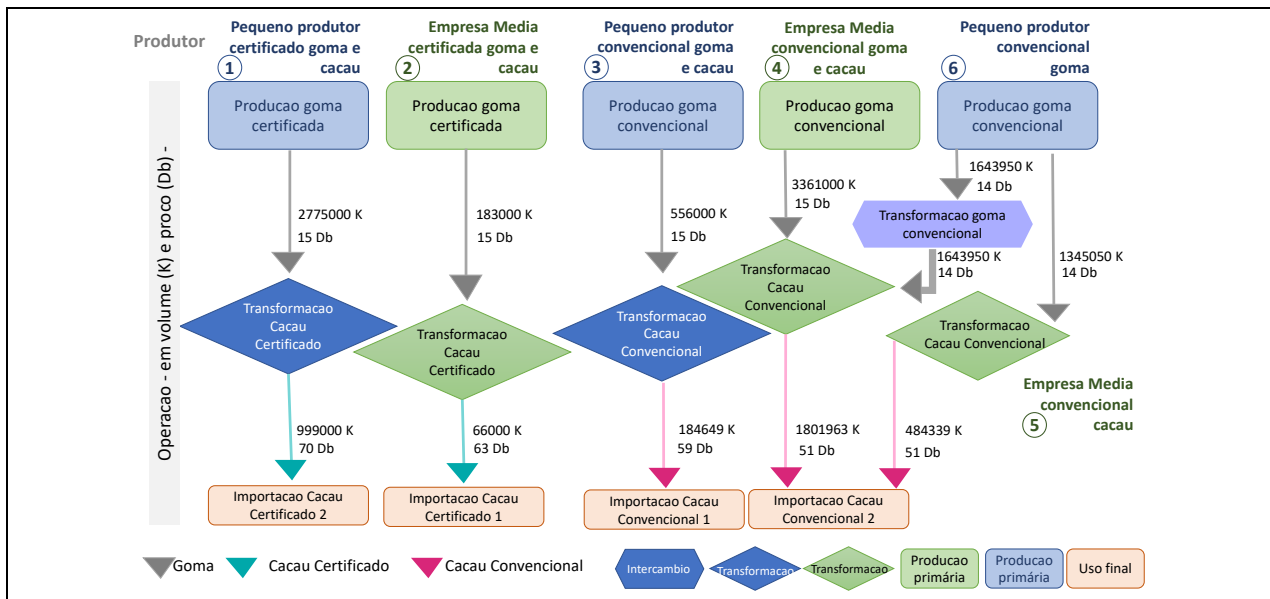 Produtor
Pequeno produtor
certificado goma e
cacau
1
Empresa Media
certificada goma e
cacau
2
Pequeno produtor
convencional goma
e cacau
3
Empresa Media
convencional goma
e cacau
4
Pequeno produtor
convencional
goma
6
Operacao - em volume (K) e proco (Db) -
Producao goma
certificada
Producao goma
certificada
Producao goma
convencional
Producao goma
convencional
Producao goma
convencional
2775000 K
15 Db
183000 K
15 Db
556000 K
15 Db
3361000 K
15 Db
1643950 K
14 Db
Transformacao goma
convencional
1643950 K
14 Db
1345050 K
14 Db
Transformacao
Cacau
Certificado
Transformacao
Cacau
Certificado
Transformacao
Cacau
Convencional
Transformacao
Cacau
Convencional
Transformacao
Cacau Convencional
Empresa Media
convencional
cacau
5
999000 K
70 Db
66000 K
63 Db
184649 K
59 Db
1801963 K
51 Db
484339 K
51 Db
Importacao Cacau
Certificado 2
Importacao Cacau
Certificado 1
Importacao Cacau
Convencional 1
Importacao Cacau
Convencional 2
Goma
Cacau Certificado
Cacau Convencional
Intercambio
Transformacao
Transformacao
Producao
primária
Producao
primária
Uso final